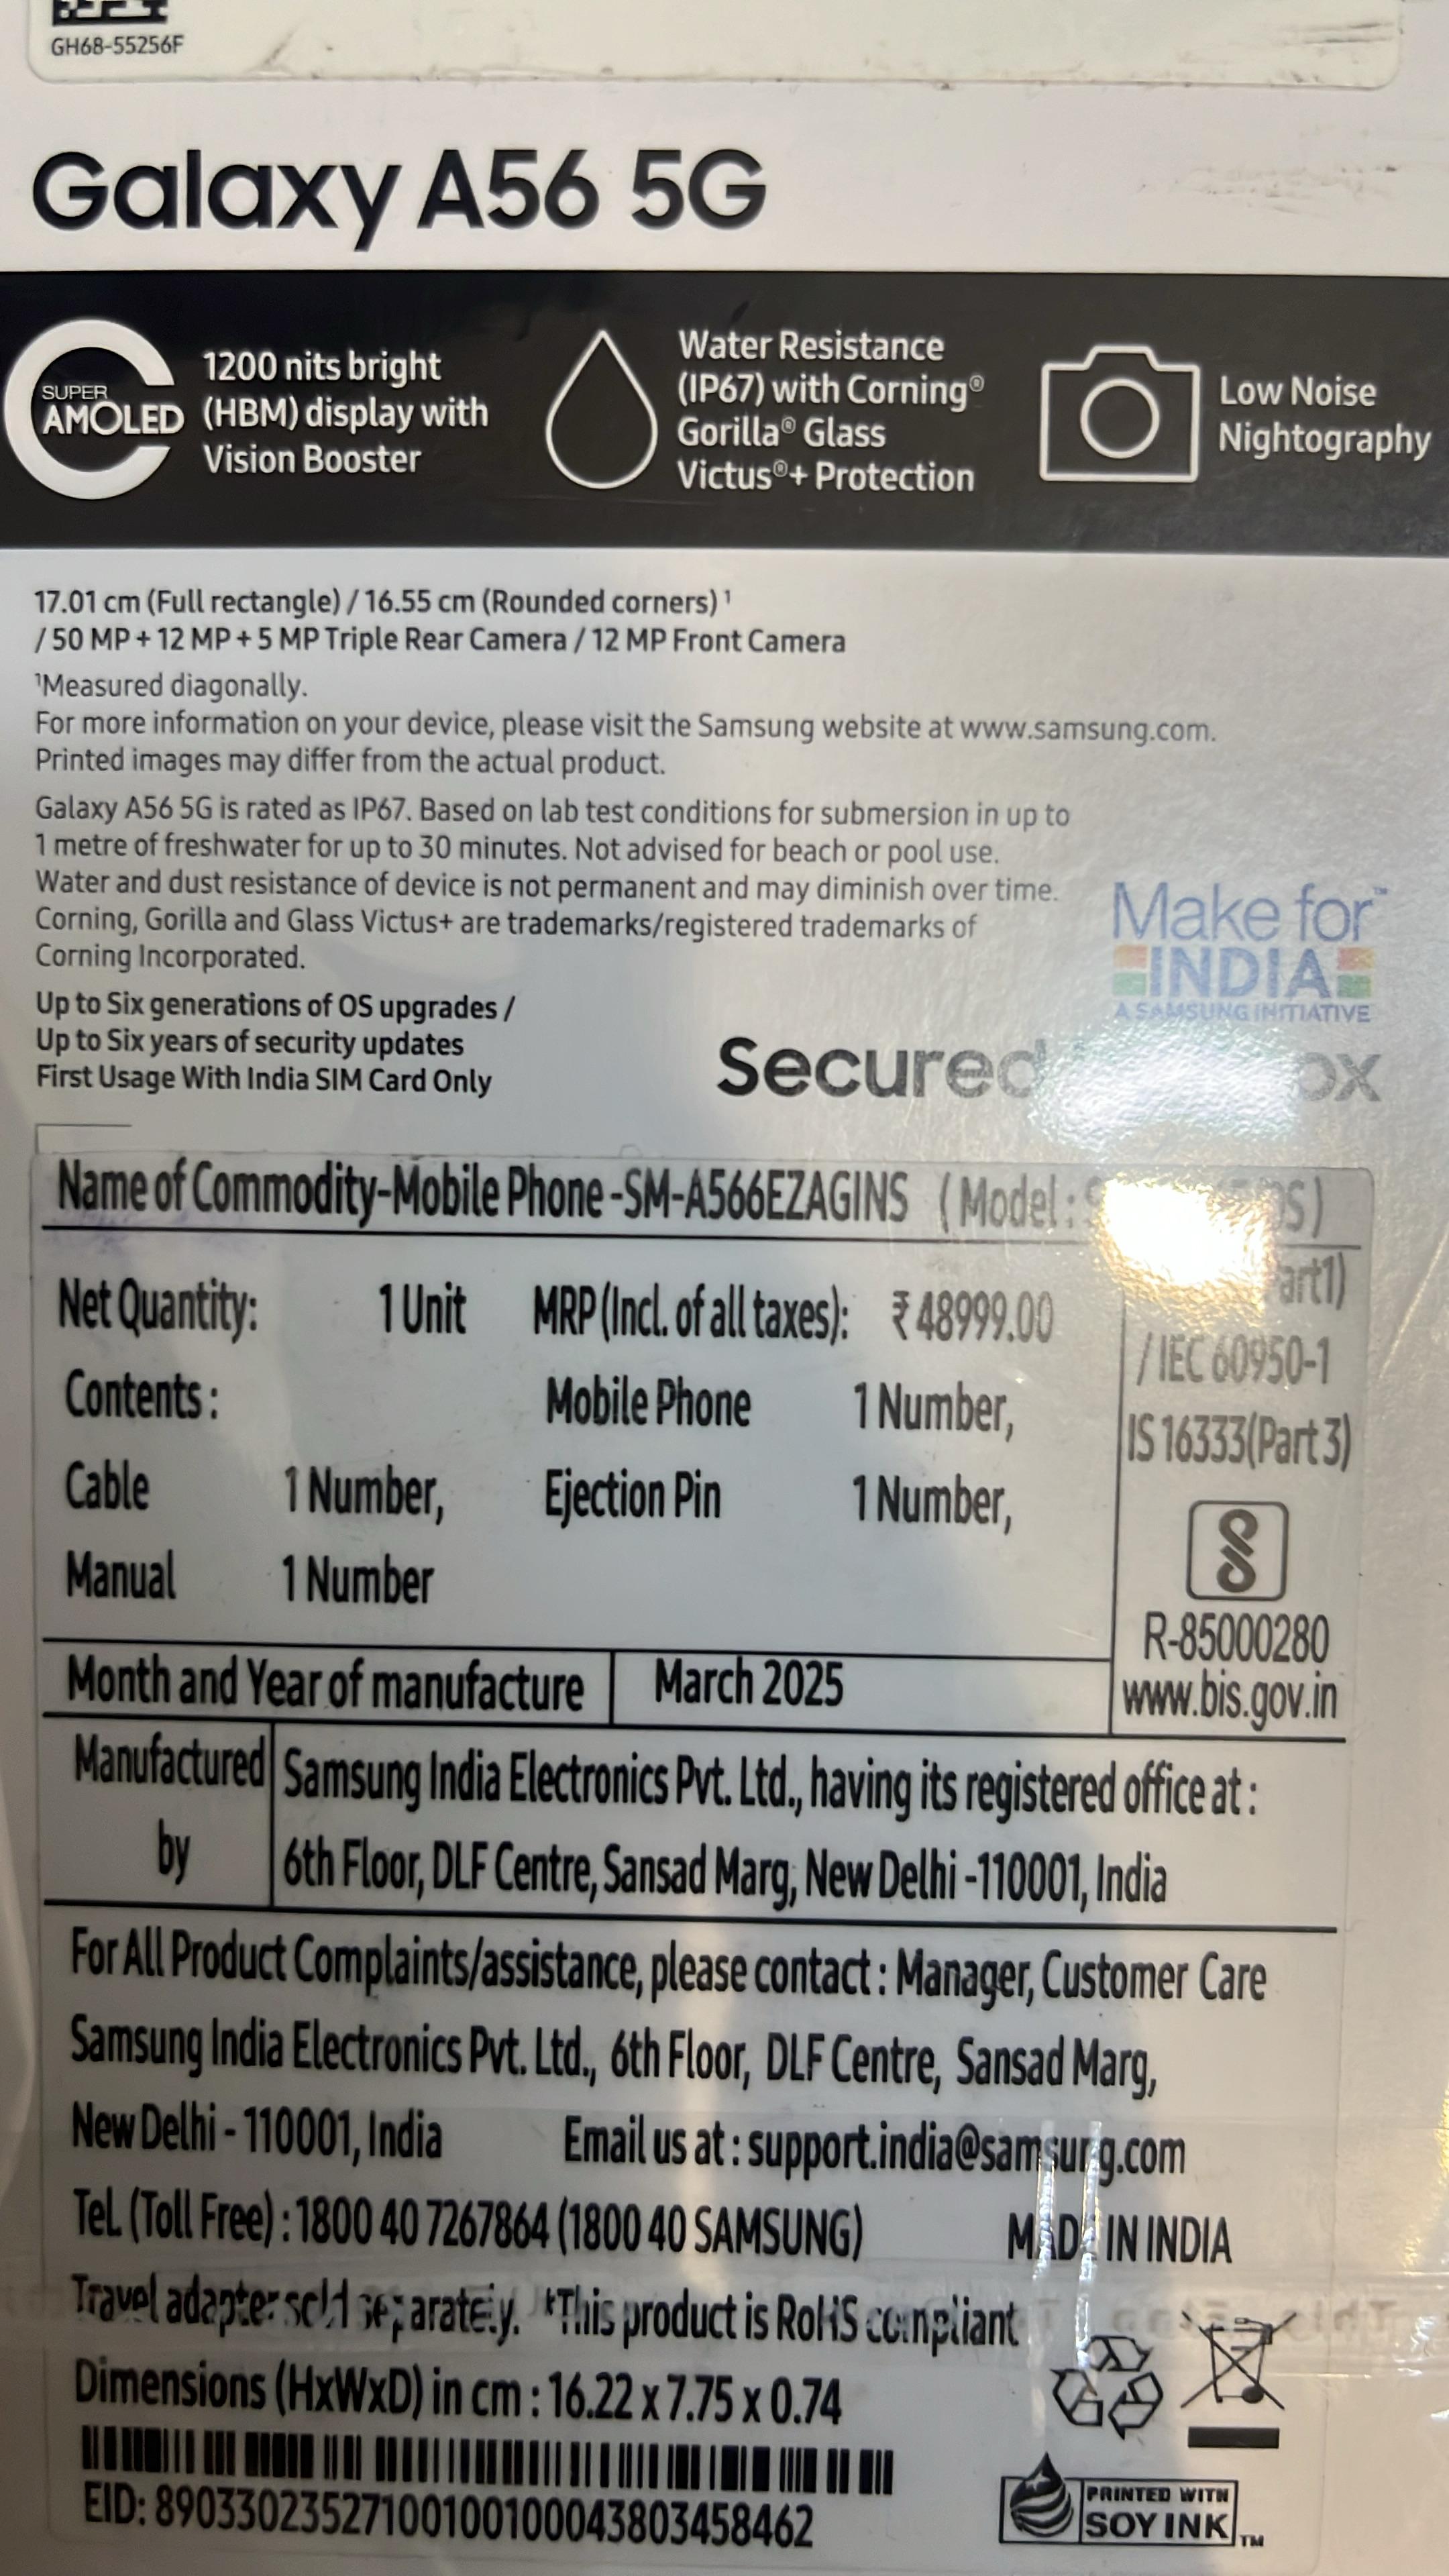 GH68-55256F
Galaxy A56 5G
SUPER
AMOLED
1200 nits bright
(HBM) display with
Vision Booster
Water Resistance
(IP67) with Corning®
Gorilla® Glass
Victus®+ Protection
Low Noise
Nightography
17.01 cm (Full rectangle) / 16.55 cm (Rounded corners) ¹
/ 50 MP + 12 MP + 5 MP Triple Rear Camera / 12 MP Front Camera
¹Measured diagonally.
For more information on your device, please visit the Samsung website at www.samsung.com.
Printed images may differ from the actual product.
Galaxy A56 5G is rated as IP67. Based on lab test conditions for submersion in up to
1 metre of freshwater for up to 30 minutes. Not advised for beach or pool use.
Water and dust resistance of device is not permanent and may diminish over time.
Corning, Gorilla and Glass Victus+ are trademarks/registered trademarks of
Corning Incorporated.
Make for™
INDIA
A SAMSUNG INITIATIVE
Up to Six generations of OS upgrades /
Up to Six years of security updates
First Usage With India SIM Card Only
Secured
Name of Commodity-Mobile Phone -SM-A566EZAGINS (Model:
Net Quantity: 1 Unit MRP (Incl. of all taxes): ₹ 48999.00
/ IEC 60950-1
Contents : Mobile Phone 1 Number,
IS 16333(Part 3)
Cable 1 Number, Ejection Pin 1 Number,
Manual 1 Number
R-85000280
www.bis.gov.in
Month and Year of manufacture March 2025
Manufactured by
Samsung India Electronics Pvt. Ltd., having its registered office at :
6th Floor, DLF Centre, Sansad Marg, New Delhi -110001, India
For All Product Complaints/assistance, please contact : Manager, Customer Care
Samsung India Electronics Pvt. Ltd., 6th Floor, DLF Centre, Sansad Marg,
New Delhi - 110001, India Email us at : support.india@samsung.com
Tel. (Toll Free) : 1800 40 7267864 (1800 40 SAMSUNG) MADE IN INDIA
Travel adapter sold separately. *This product is RoHS compliant
Dimensions (HxWxD) in cm : 16.22 x 7.75 x 0.74
EID: 89033023527100100100043803458462
PRINTED WITH
SOY INK™